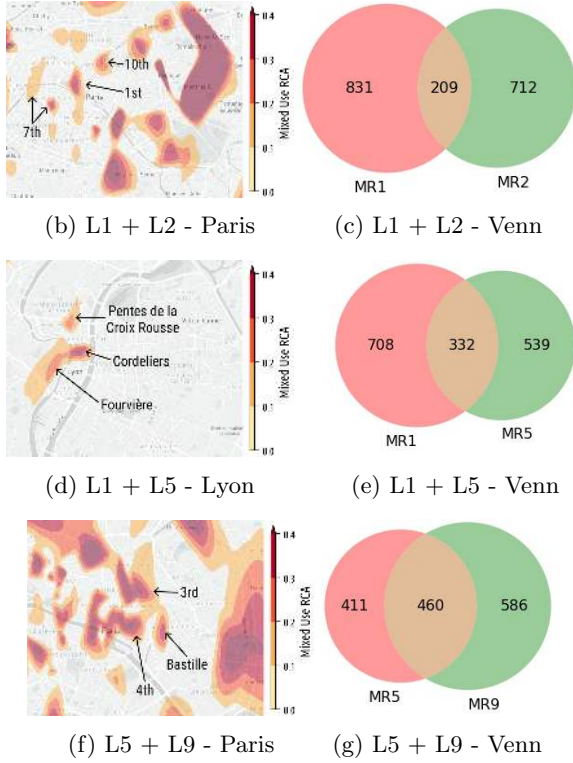 0.4
0.3
0.2
0.1
0.0
Mixed Use RCA
10th
1st
Paris
7th
831
209
712
MR1
MR2
(b) L1 + L2 - Paris
(c) L1 + L2 - Venn
0.4
0.3
0.2
0.1
0.0
Mixed Use RCA
Pentes de la
Croix Rousse
Cordeliers
Lyon
Fourvière
708
332
539
MR1
MR5
(d) L1 + L5 - Lyon
(e) L1 + L5 - Venn
0.4
0.3
0.2
0.1
0.0
Mixed Use RCA
3rd
Bastille
4th
411
460
586
MR5
MR9
(f) L5 + L9 - Paris
(g) L5 + L9 - Venn